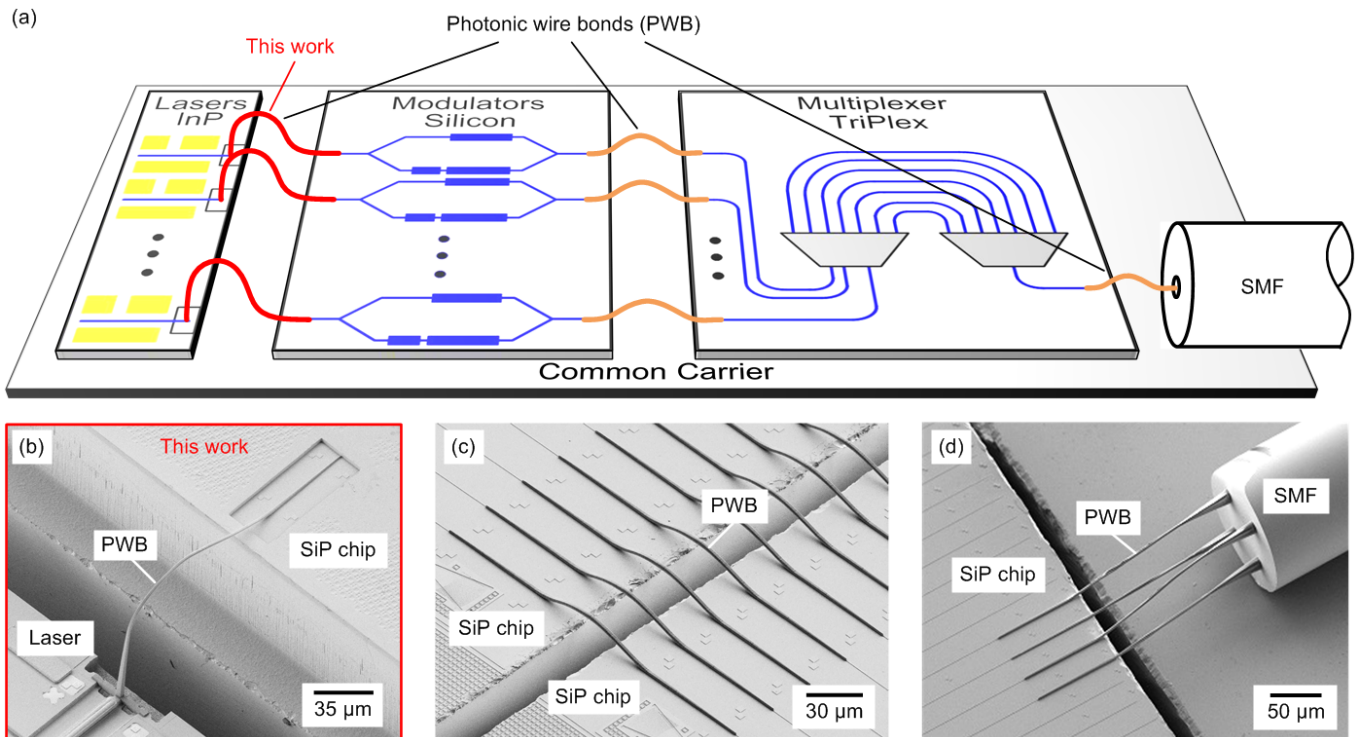 (a)
Photonic wire bonds (PWB)
This work
Lasers
InP
Modulators
Silicon
Multiplexer
TriPlex
SMF
Common Carrier
(b)
This work
PWB
SiP chip
Laser
35 µm
(c)
PWB
SiP chip
SiP chip
30 µm
(d)
SMF
PWB
SiP chip
50 µm